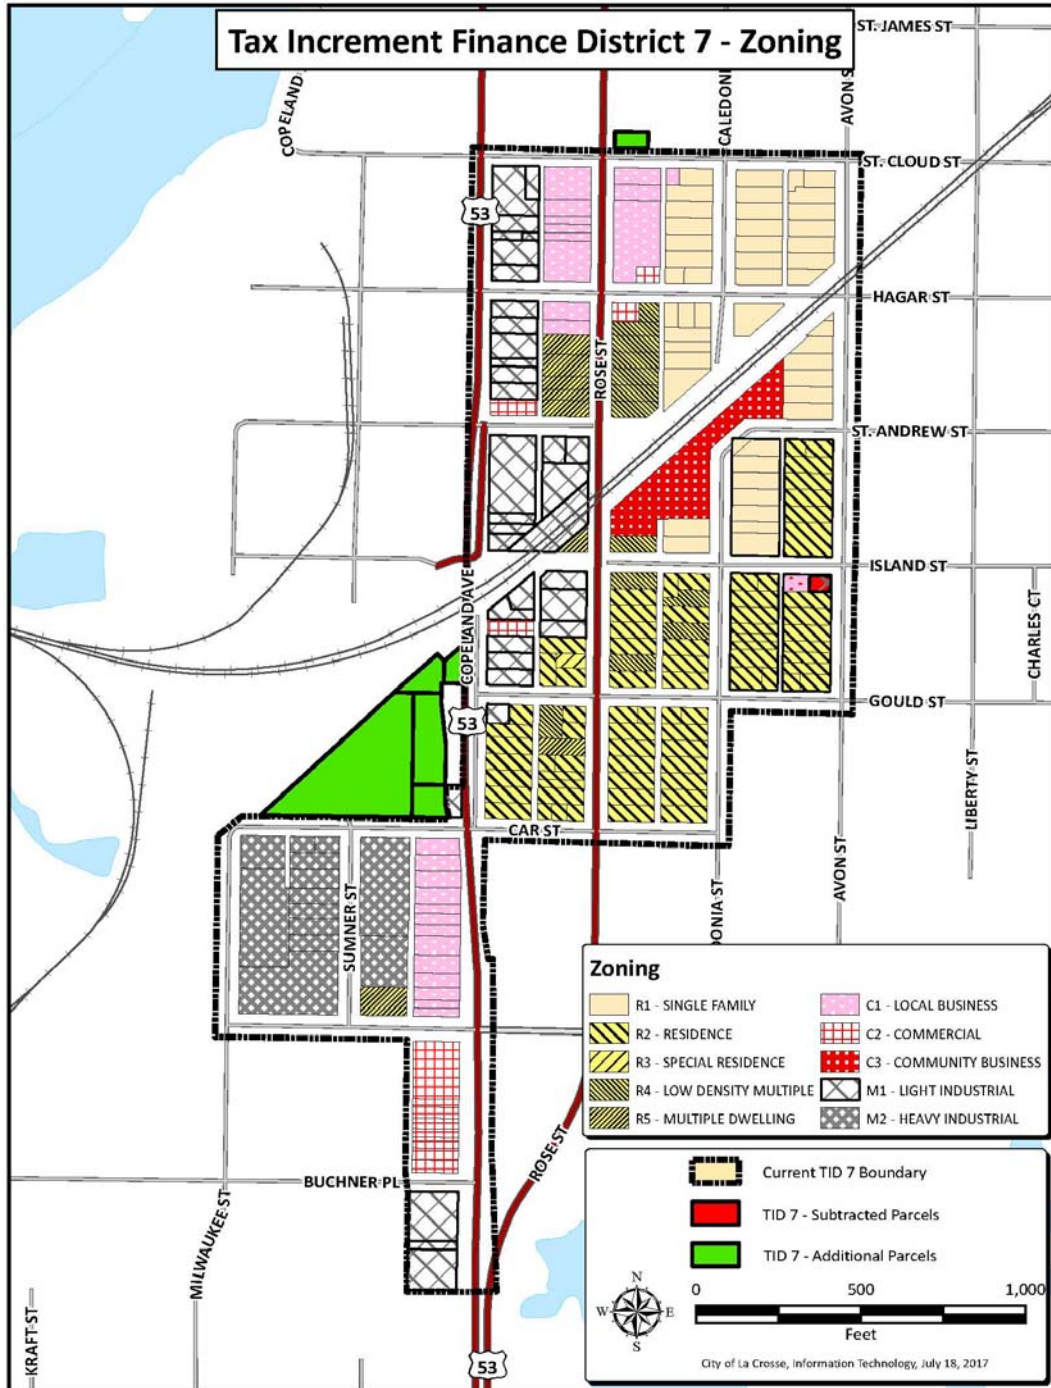 Tax Increment Finance District 7 - Zoning
ST. JAMES ST
COPELAND
CALEDONI
AVON S
ST. CLOUD ST
53
HAGAR ST
ROSE ST
ST. ANDREW ST
ISLAND ST
COPELAND AVE
CHARLES CT
GOULD ST
53
LIBERTY ST
CAR ST
AVON ST
SUMNER ST
DONIA ST
Zoning
R1 - SINGLE FAMILY
R2 - RESIDENCE
R3 - SPECIAL RESIDENCE
R4 - LOW DENSITY MULTIPLE
R5 - MULTIPLE DWELLING
C1 - LOCAL BUSINESS
C2 - COMMERCIAL
C3 - COMMUNITY BUSINESS
M1 - LIGHT INDUSTRIAL
M2 - HEAVY INDUSTRIAL
ROSE ST
BUCHNER PL
MILWAUKEE ST
KRAFT ST
53
Current TID 7 Boundary
TID 7 - Subtracted Parcels
TID 7 - Additional Parcels
N
W E
S
0 500 1,000
Feet
City of La Crosse, Information Technology, July 18, 2017